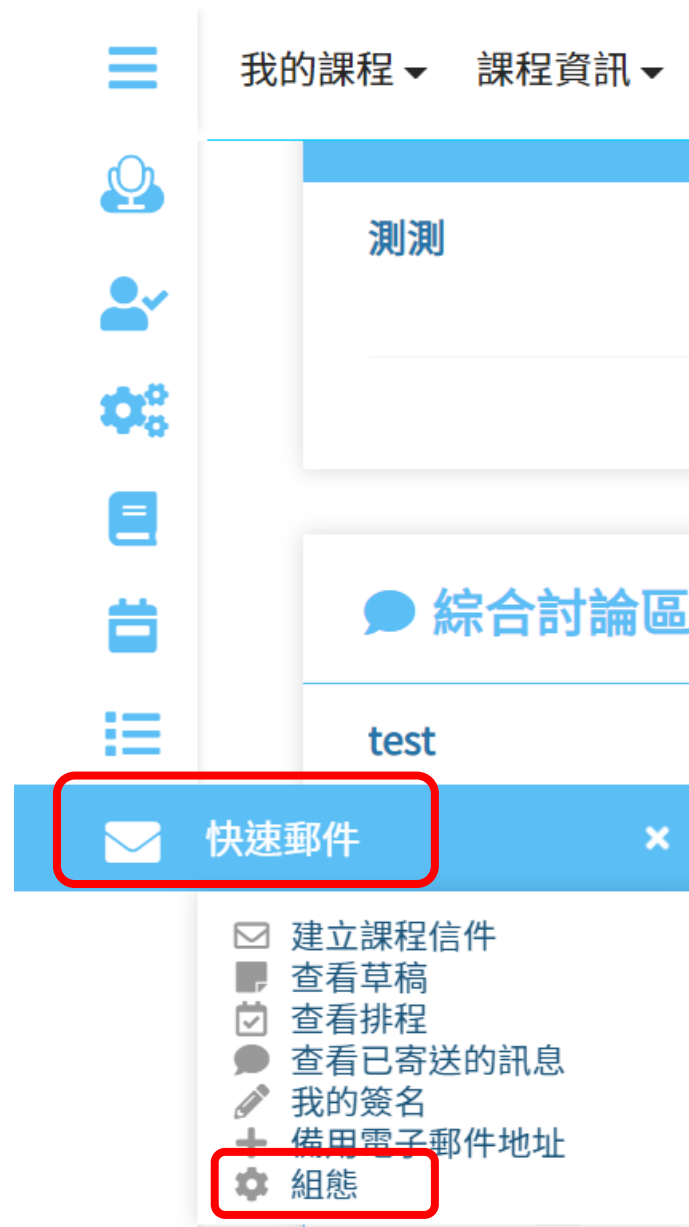 我的課程 課程資訊
測測
綜合討論區
test
快速郵件
建立課程信件
查看草稿
查看排程
查看已寄送的訊息
我的簽名
備用電子郵件地址
組態